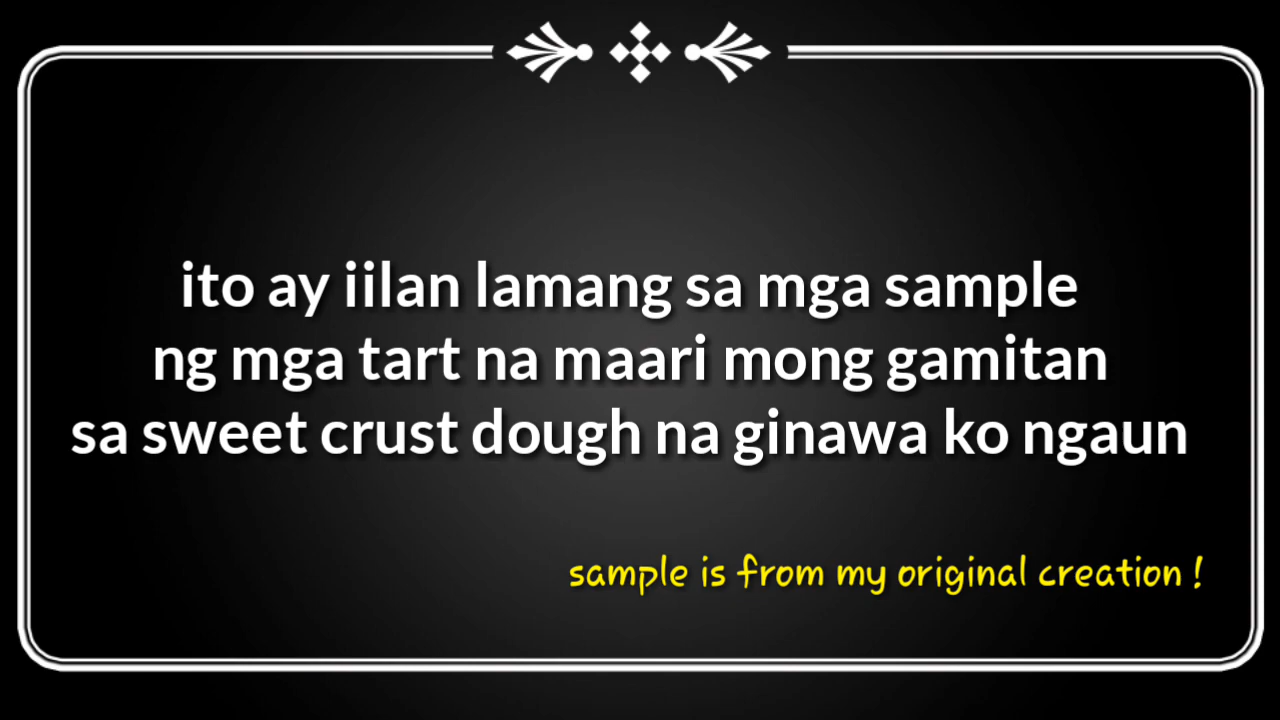 ito ay iilan lamang sa mga sample
ng mga tart na maari mong gamitan
sa sweet crust dough na ginawa ko ngaun
sample is from my original creation !